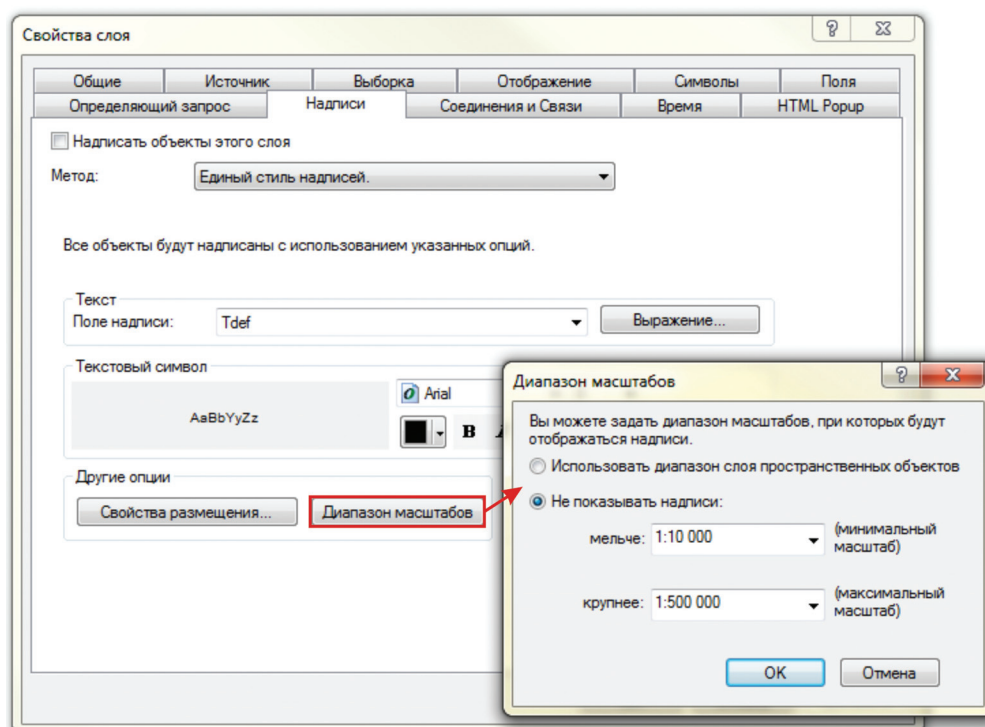 Свойства слоя
Общие Источник Выборка Отображение Символы Поля
Определяющий запрос Надписи Соединения и Связи Время HTML Popup
Надписать объекты этого слоя
Метод: Единый стиль надписей.
Все объекты будут надписаны с использованием указанных опций.
Текст
Поле надписи: Tdef Выражение...
Текстовый символ
AaBbYyZz
Arial
B
Другие опции
Свойства размещения... Диапазон масштабов
Диапазон масштабов
Вы можете задать диапазон масштабов, при которых будут
отображаться надписи.
Использовать диапазон слоя пространственных объектов
Не показывать надписи:
мельче: 1:10 000 (минимальный
масштаб)
крупнее: 1:500 000 (максимальный
масштаб)
OK Отмена